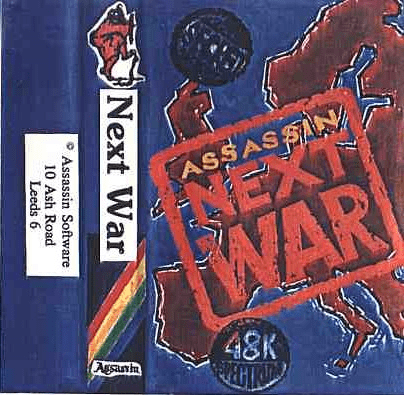 Next War
© Assassin Software
10 Ash Road
Leeds 6
Assassin
ASSASSIN
NEXT
WAR
48K
SPECTRUM